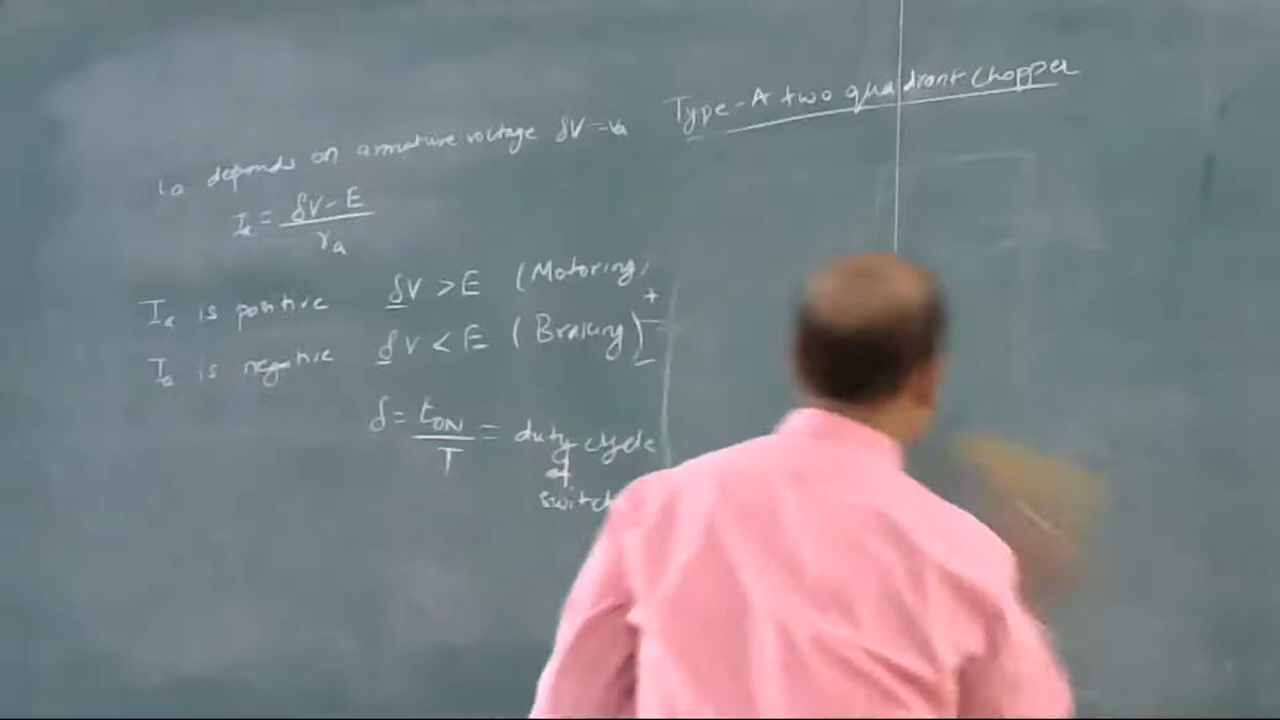 Type-A two quadrant Chopper
ia depends on armature voltage δV = va
Ia = δV - E / ra
Ia is positive δV > E (Motoring)
+
Ia is negative δV < E (Braking)
-
δ = tON / T = duty cycle
of
switch